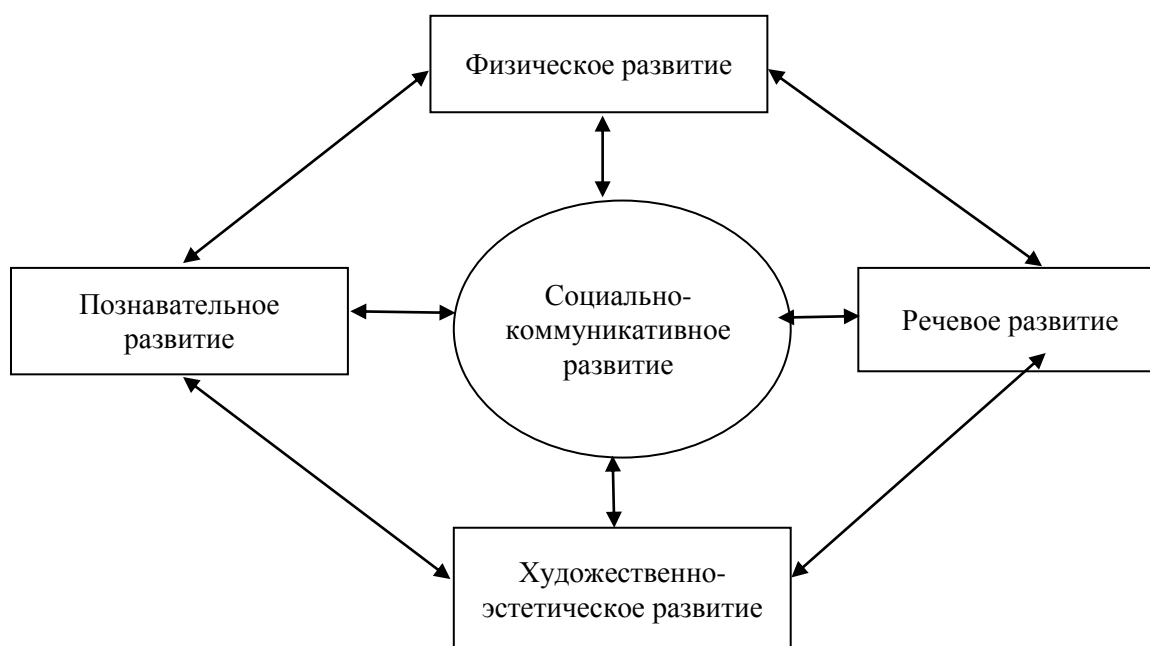 Физическое развитие
Познавательное
развитие
Социально-
коммуникативное
развитие
Речевое развитие
Художественно-
эстетическое развитие